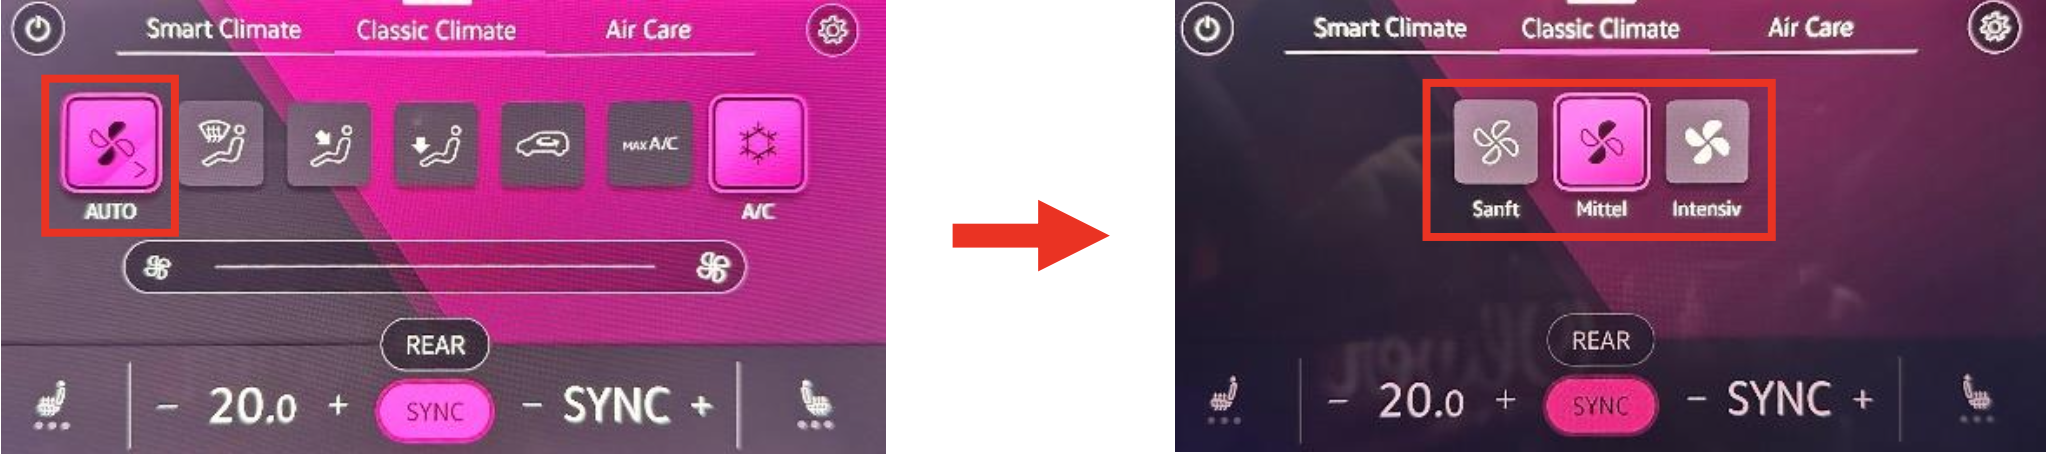 Smart Climate Classic Climate Air Care
MAX A/C
AUTO A/C
REAR
- 20.0 + SYNC - SYNC +
Smart Climate Classic Climate Air Care
Sanft Mittel Intensiv
REAR
- 20.0 + SYNC - SYNC +